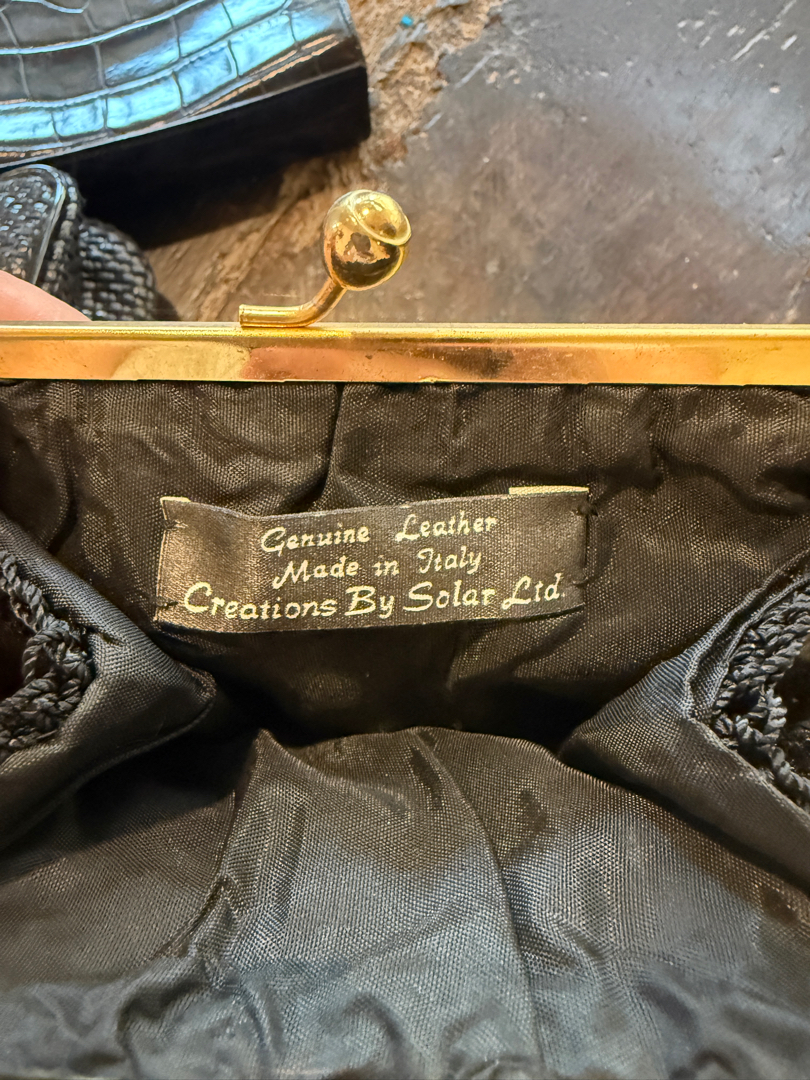 Genuine Leather
Made in Italy
Creations By Solar Ltd.